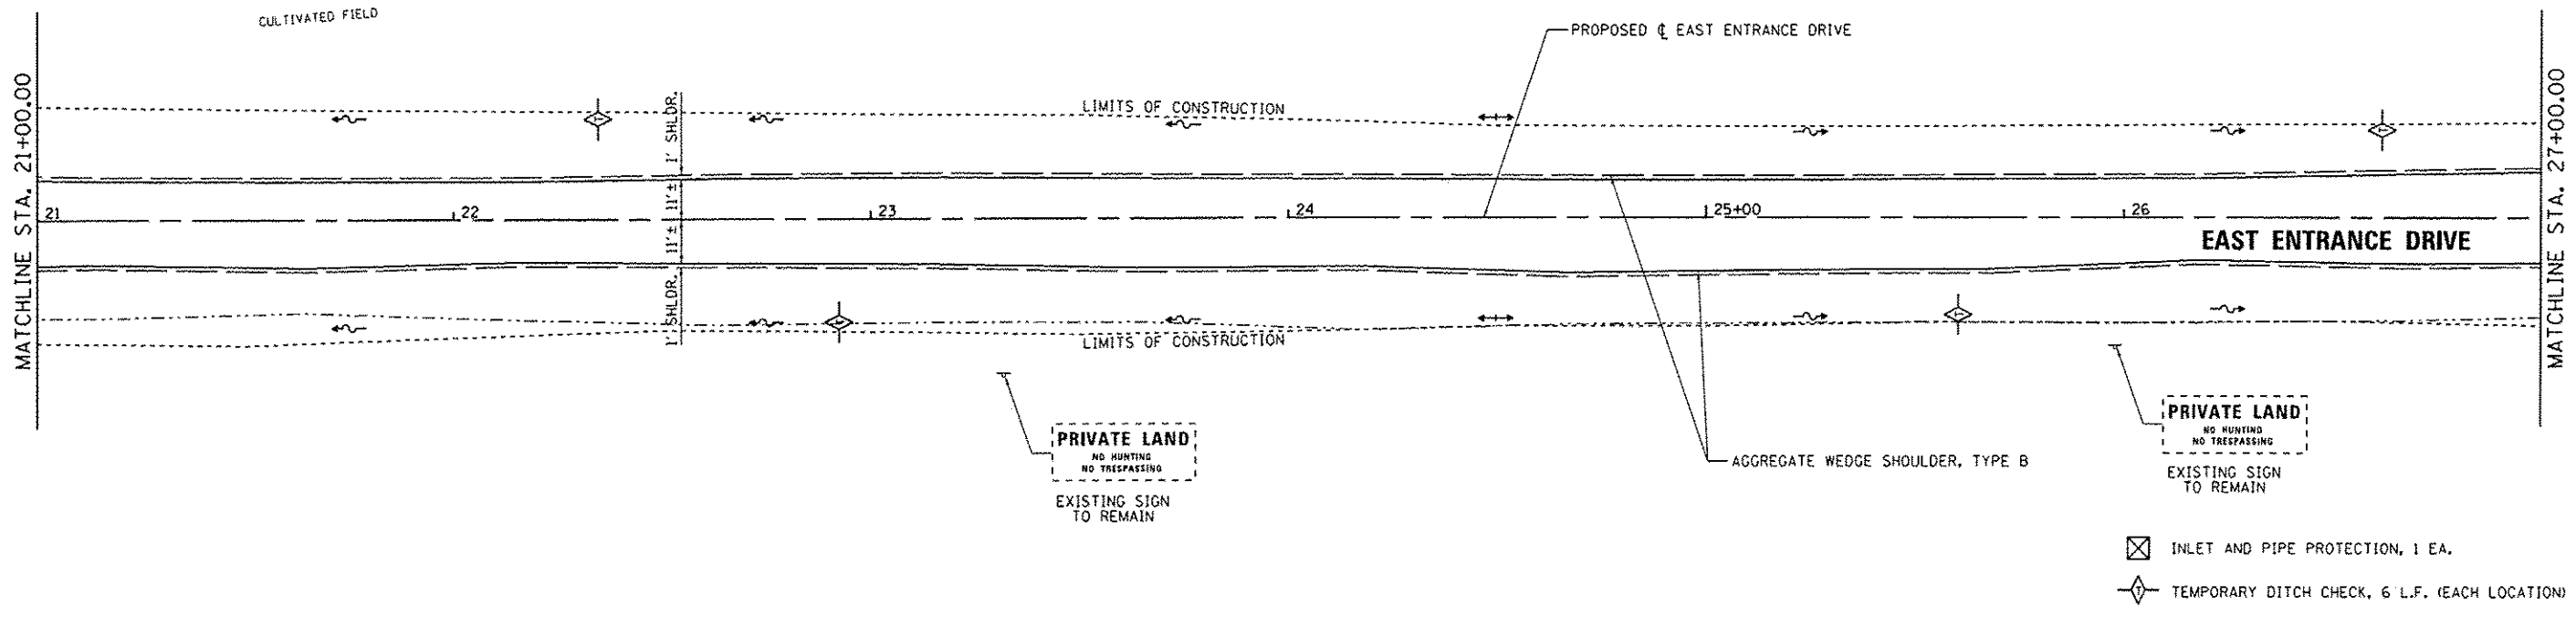 CULTIVATED FIELD
PROPOSED ℄ EAST ENTRANCE DRIVE
MATCHLINE STA. 21+00.00
LIMITS OF CONSTRUCTION
1' SHLDR.
11'±
11'±
1' SHLDR.
MATCHLINE STA. 27+00.00
21
22
23
24
25+00
26
EAST ENTRANCE DRIVE
LIMITS OF CONSTRUCTION
PRIVATE LAND
NO HUNTING
NO TRESPASSING
EXISTING SIGN
TO REMAIN
AGGREGATE WEDGE SHOULDER, TYPE B
PRIVATE LAND
NO HUNTING
NO TRESPASSING
EXISTING SIGN
TO REMAIN
INLET AND PIPE PROTECTION, 1 EA.
T TEMPORARY DITCH CHECK, 6 L.F. (EACH LOCATION)
T
T
T
T